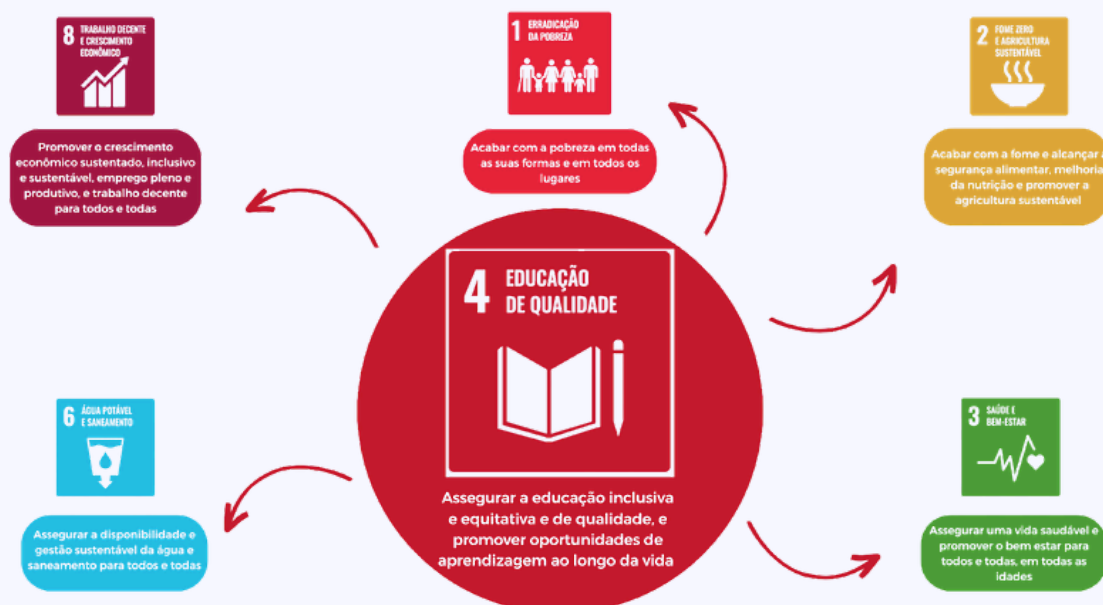 8 TRABALHO DECENTE
E CRESCIMENTO
ECONÔMICO
Promover o crescimento
econômico sustentado, inclusivo
e sustentável, emprego pleno e
produtivo, e trabalho decente
para todos e todas
1 ERRADICAÇÃO
DA POBREZA
Acabar com a pobreza em todas
as suas formas e em todos os
lugares
2 FOME ZERO
E AGRICULTURA
SUSTENTÁVEL
Acabar com a fome e alcançar a
segurança alimentar, melhoria
da nutrição e promover a
agricultura sustentável
4 EDUCAÇÃO
DE QUALIDADE
Assegurar a educação inclusiva
e equitativa e de qualidade, e
promover oportunidades de
aprendizagem ao longo da vida
6 ÁGUA POTÁVEL
E SANEAMENTO
Assegurar a disponibilidade e
gestão sustentável da água e
saneamento para todos e todas
3 SAÚDE E
BEM-ESTAR
Assegurar uma vida saudável e
promover o bem estar para
todos e todas, em todas as
idades